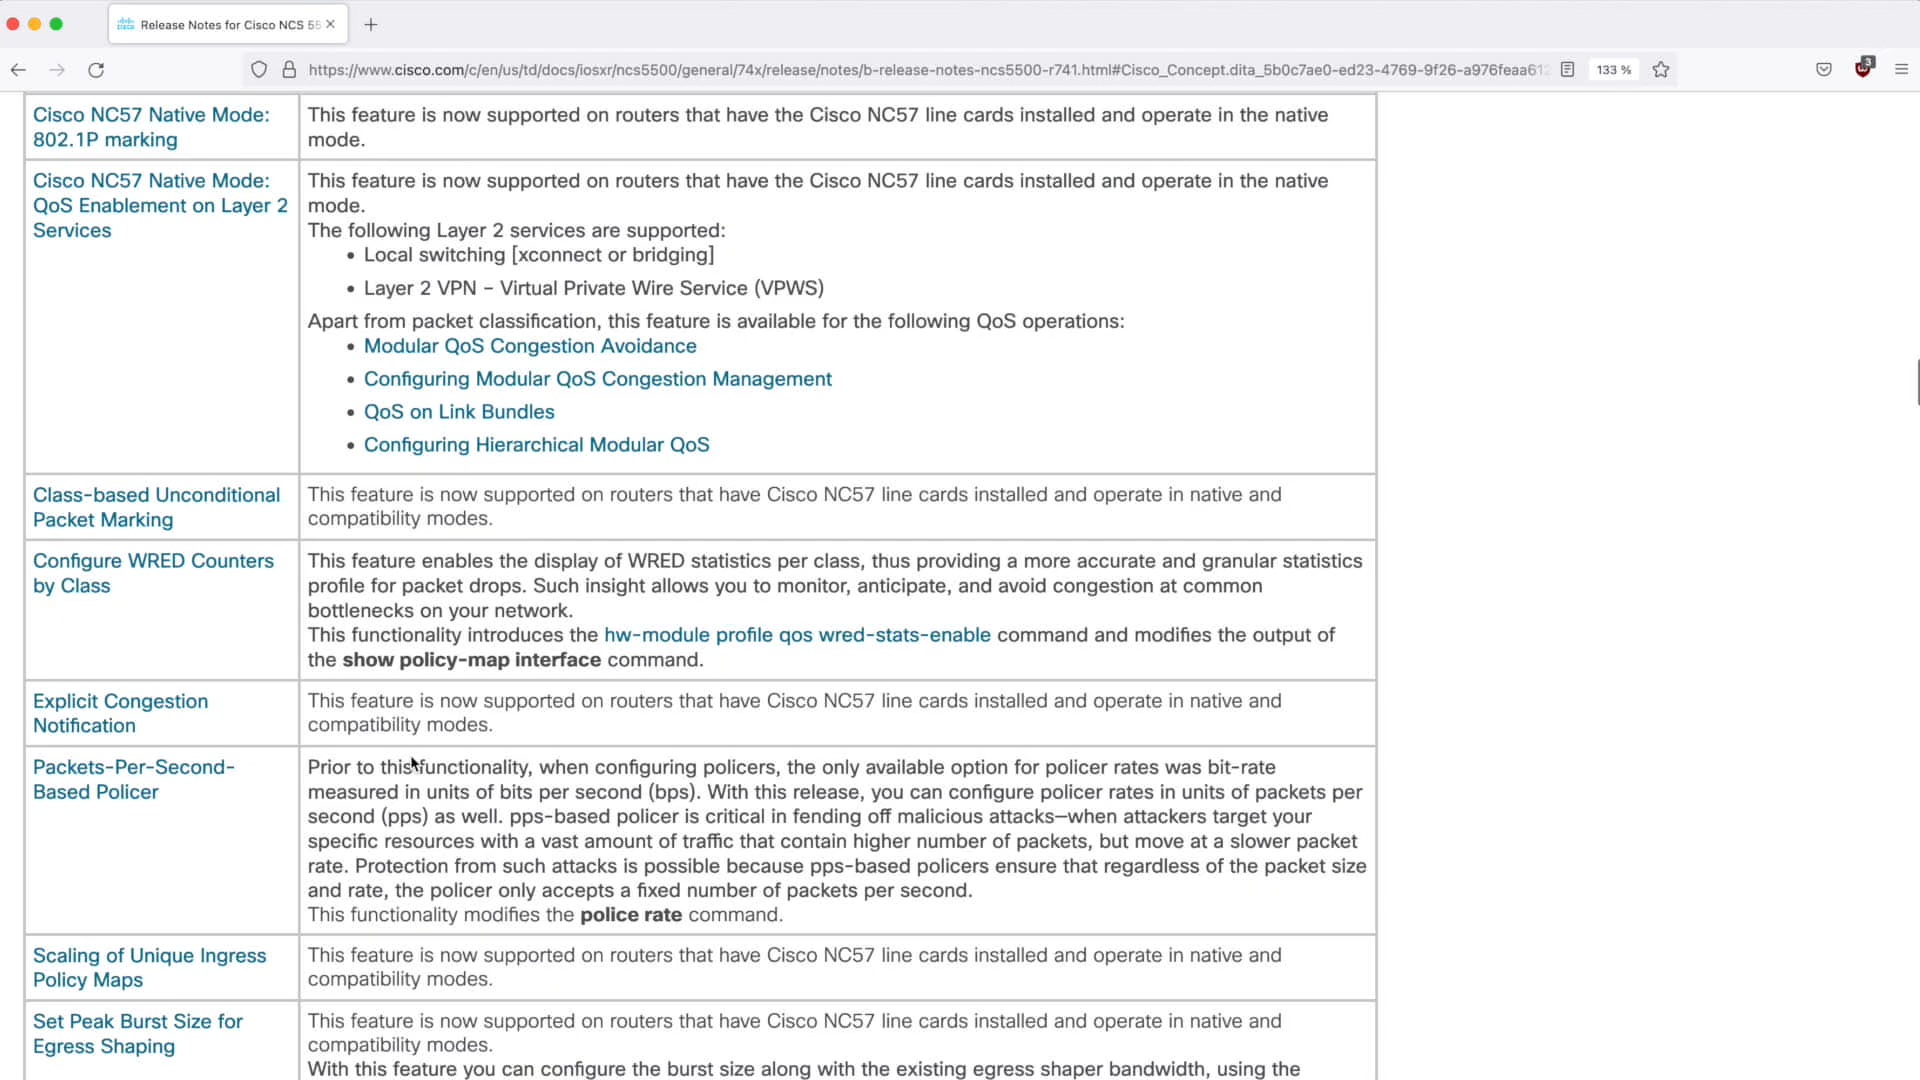 Release Notes for Cisco NCS 55
https://www.cisco.com/c/en/us/td/docs/iosxr/ncs5500/general/74x/release/notes/b-release-notes-ncs5500-r741.html#Cisco_Concept.dita_5b0c7ae0-ed23-4769-9f26-a976feaa612
133 %
3
Cisco NC57 Native Mode:
802.1P marking
This feature is now supported on routers that have the Cisco NC57 line cards installed and operate in the native
mode.
Cisco NC57 Native Mode:
QoS Enablement on Layer 2
Services
This feature is now supported on routers that have the Cisco NC57 line cards installed and operate in the native
mode.
The following Layer 2 services are supported:
• Local switching [xconnect or bridging]
• Layer 2 VPN – Virtual Private Wire Service (VPWS)
Apart from packet classification, this feature is available for the following QoS operations:
• Modular QoS Congestion Avoidance
• Configuring Modular QoS Congestion Management
• QoS on Link Bundles
• Configuring Hierarchical Modular QoS
Class-based Unconditional
Packet Marking
This feature is now supported on routers that have Cisco NC57 line cards installed and operate in native and
compatibility modes.
Configure WRED Counters
by Class
This feature enables the display of WRED statistics per class, thus providing a more accurate and granular statistics
profile for packet drops. Such insight allows you to monitor, anticipate, and avoid congestion at common
bottlenecks on your network.
This functionality introduces the hw-module profile qos wred-stats-enable command and modifies the output of
the show policy-map interface command.
Explicit Congestion
Notification
This feature is now supported on routers that have Cisco NC57 line cards installed and operate in native and
compatibility modes.
Packets-Per-Second-
Based Policer
Prior to this functionality, when configuring policers, the only available option for policer rates was bit-rate
measured in units of bits per second (bps). With this release, you can configure policer rates in units of packets per
second (pps) as well. pps-based policer is critical in fending off malicious attacks—when attackers target your
specific resources with a vast amount of traffic that contain higher number of packets, but move at a slower packet
rate. Protection from such attacks is possible because pps-based policers ensure that regardless of the packet size
and rate, the policer only accepts a fixed number of packets per second.
This functionality modifies the police rate command.
Scaling of Unique Ingress
Policy Maps
This feature is now supported on routers that have Cisco NC57 line cards installed and operate in native and
compatibility modes.
Set Peak Burst Size for
Egress Shaping
This feature is now supported on routers that have Cisco NC57 line cards installed and operate in native and
compatibility modes.
With this feature you can configure the burst size along with the existing egress shaper bandwidth, using the